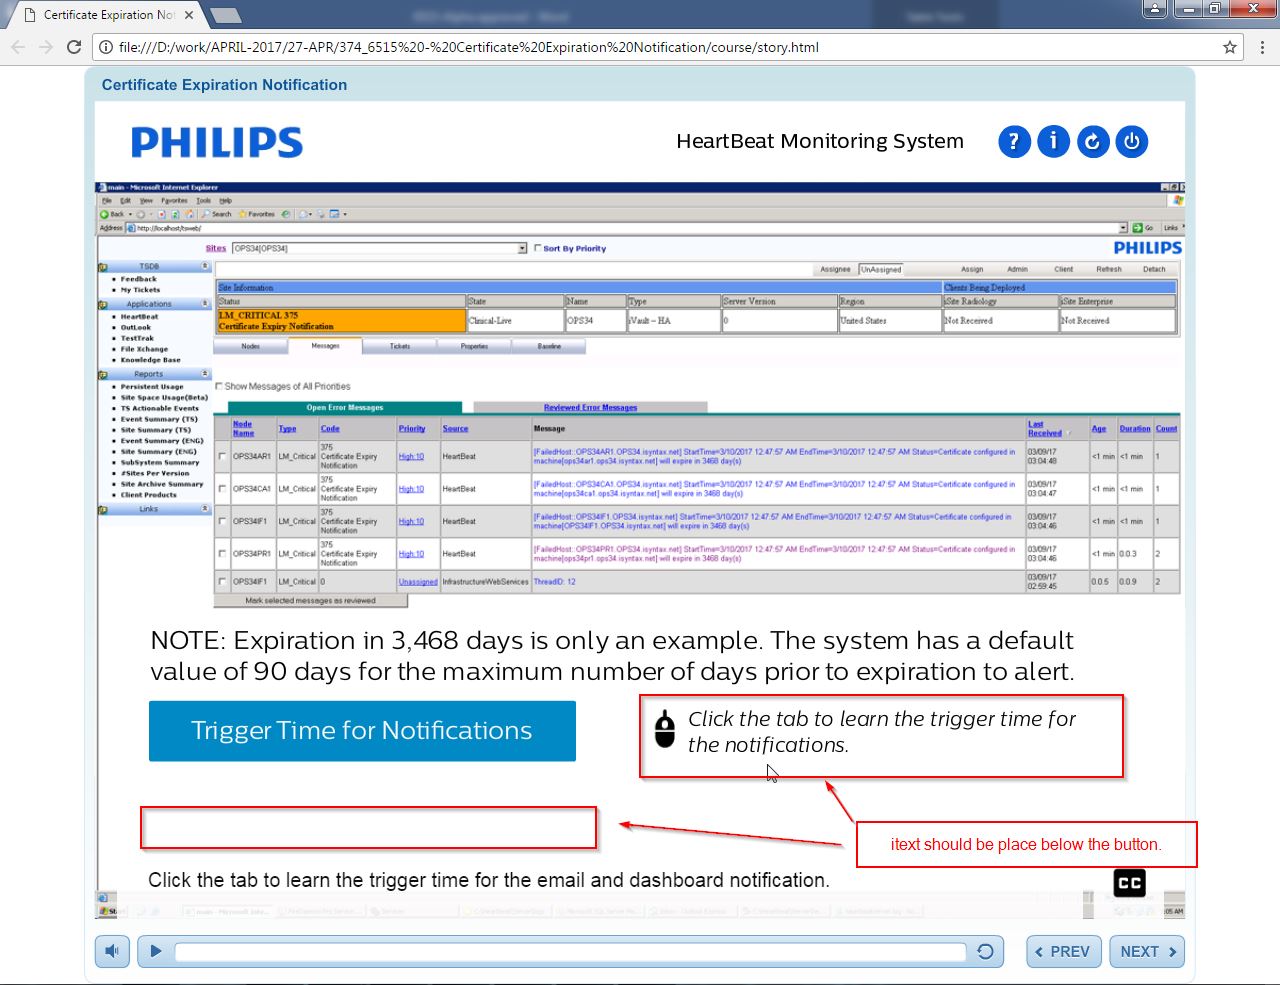 Certificate Expiration Not
file:///D:/work/APRIL-2017/27-APR/374_6515%20-%20Certificate%20Expiration%20Notification/course/story.html
Certificate Expiration Notification
PHILIPS
HeartBeat Monitoring System
main - Microsoft Internet Explorer
File Edit View Favorites Tools Help
Back Search Favorites
Address http://localhost/tsweb/ Go Links
Sites OPS34[OPS34] Sort By Priority PHILIPS
TSDB
Feedback
My Tickets
Applications
HeartBeat
OutLook
TestTrak
File Xchange
Knowledge Base
Reports
Persistent Usage
Site Space Usage(Beta)
TS Actionable Events
Event Summary (TS)
Site Summary (TS)
Event Summary (ENG)
Site Summary (ENG)
SubSystem Summary
#Sites Per Version
Site Archive Summary
Client Products
Links
Assignee UnAssigned Assign Admin Client Refresh Detach
Site Information Clients Being Deployed
Status State Name Type Server Version Region iSite Radiology iSite Enterprise
LM_CRITICAL 375
Certificate Expiry Notification
Clinical-Live OPS34 iVault – HA 0 United States Not Received Not Received
Nodes Messages Tickets Properties Baseline
Show Messages of All Priorities
Open Error Messages Reviewed Error Messages
Node Name Type Code Priority Source Message Last Received Age Duration Count
OPS34AR1 LM_Critical 375 Certificate Expiry Notification High:10 HeartBeat [FailedHost::OPS34AR1.OPS34.isyntax.net] StartTime=3/10/2017 12:47:57 AM EndTime=3/10/2017 12:47:57 AM Status=Certificate configured in machine[ops34ar1.ops34.isyntax.net] will expire in 3468 day(s) 03/09/17 03:04:48 <1 min <1 min 1
OPS34CA1 LM_Critical 375 Certificate Expiry Notification High:10 HeartBeat [FailedHost::OPS34CA1.OPS34.isyntax.net] StartTime=3/10/2017 12:47:57 AM EndTime=3/10/2017 12:47:57 AM Status=Certificate configured in machine[ops34ca1.ops34.isyntax.net] will expire in 3468 day(s) 03/09/17 03:04:47 <1 min <1 min 1
OPS34IF1 LM_Critical 375 Certificate Expiry Notification High:10 HeartBeat [FailedHost::OPS34IF1.OPS34.isyntax.net] StartTime=3/10/2017 12:47:57 AM EndTime=3/10/2017 12:47:57 AM Status=Certificate configured in machine[OPS34IF1.OPS34.isyntax.net] will expire in 3468 day(s) 03/09/17 03:04:46 <1 min <1 min 1
OPS34PR1 LM_Critical 375 Certificate Expiry Notification High:10 HeartBeat [FailedHost::OPS34PR1.OPS34.isyntax.net] StartTime=3/10/2017 12:47:57 AM EndTime=3/10/2017 12:47:57 AM Status=Certificate configured in machine[ops34pr1.ops34.isyntax.net] will expire in 3468 day(s) 03/09/17 03:04:46 <1 min 0.0.3 2
OPS34IF1 LM_Critical 0 Unassigned InfrastructureWebServices ThreadID: 12 03/09/17 02:59:45 0.0.5 0.0.9 2
Mark selected messages as reviewed
NOTE: Expiration in 3,468 days is only an example. The system has a default
value of 90 days for the maximum number of days prior to expiration to alert.
Trigger Time for Notifications
Click the tab to learn the trigger time for
the notifications.
itext should be place below the button.
Click the tab to learn the trigger time for the email and dashboard notification.
CC
:05 AM
PREV NEXT